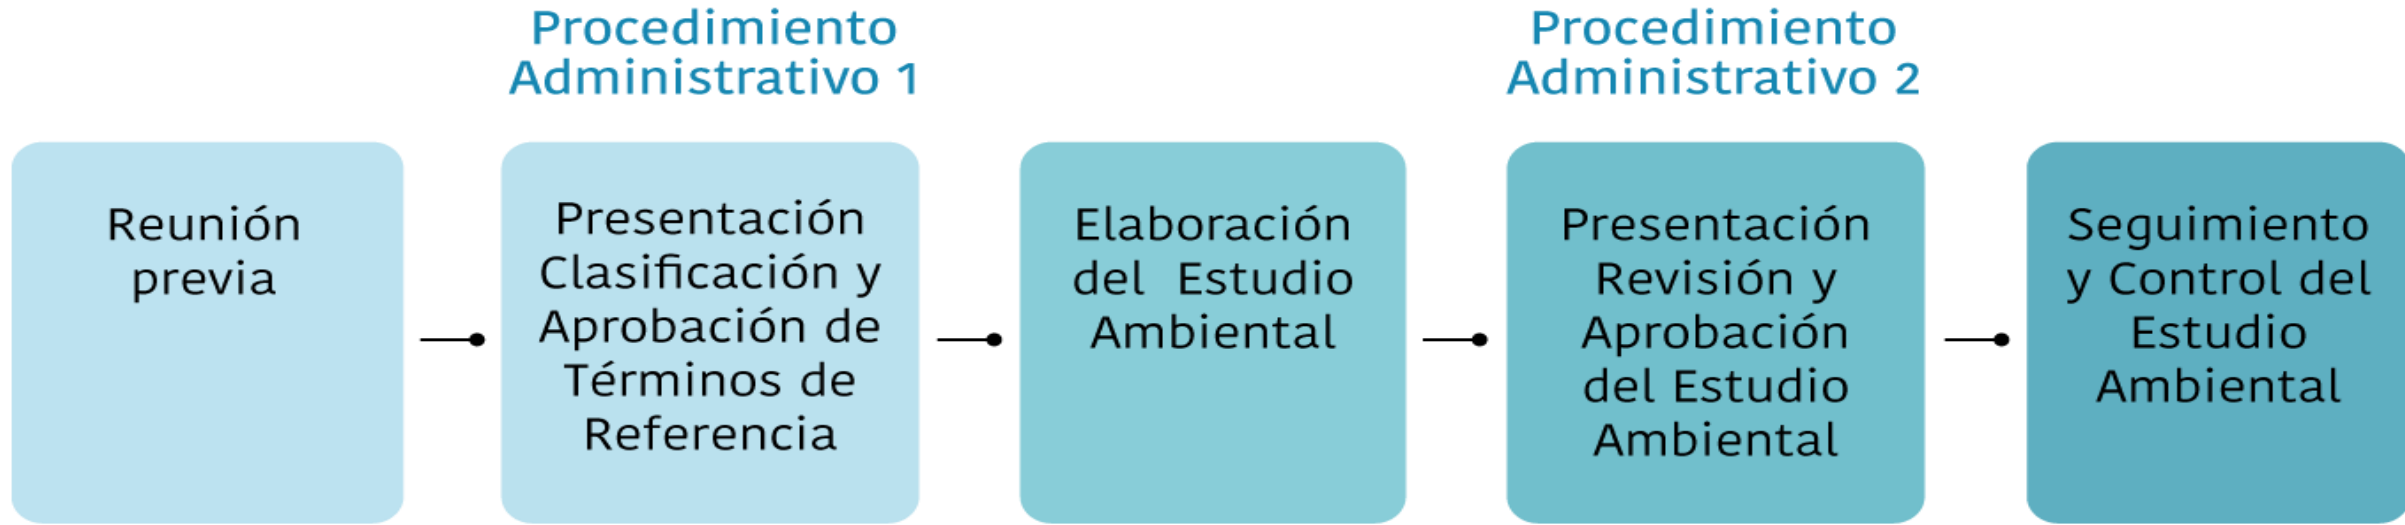 Procedimiento
Administrativo 1
Procedimiento
Administrativo 2
Reunión
previa
Presentación
Clasificación y
Aprobación de
Términos de
Referencia
Elaboración
del Estudio
Ambiental
Presentación
Revisión y
Aprobación
del Estudio
Ambiental
Seguimiento
y Control del
Estudio
Ambiental